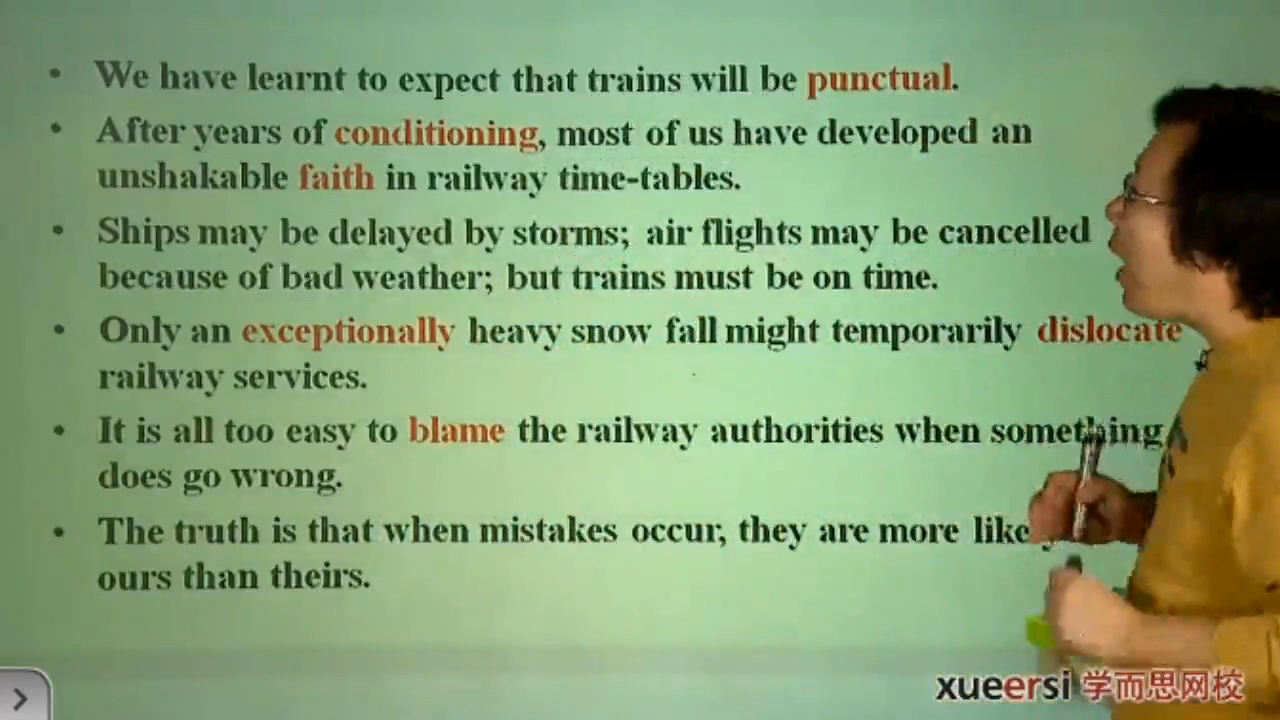 • We have learnt to expect that trains will be punctual.
• After years of conditioning, most of us have developed an
unshakable faith in railway time-tables.
• Ships may be delayed by storms; air flights may be cancelled
because of bad weather; but trains must be on time.
• Only an exceptionally heavy snow fall might temporarily dislocate
railway services.
• It is all too easy to blame the railway authorities when something
does go wrong.
• The truth is that when mistakes occur, they are more
ours than theirs.
xueersi 学而思网校